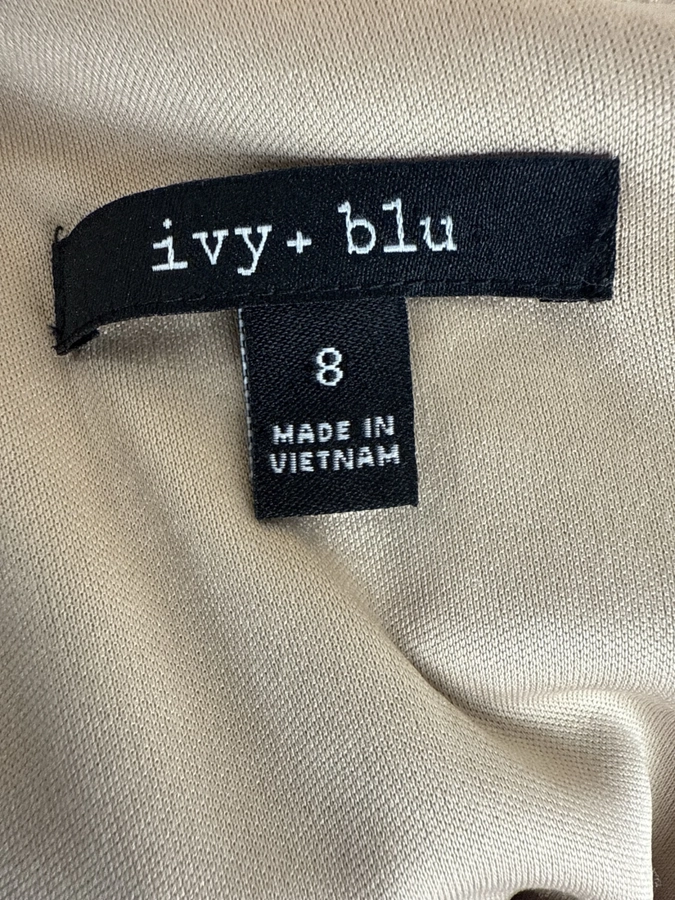 ivy + blu
8
MADE IN
VIETNAM